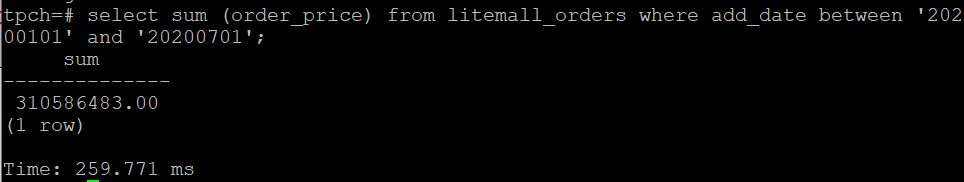 tpch=# select sum (order_price) from litemall_orders where add_date between '202
00101' and '20200701';
sum
--------------
310586483.00
(1 row)
Time: 259.771 ms